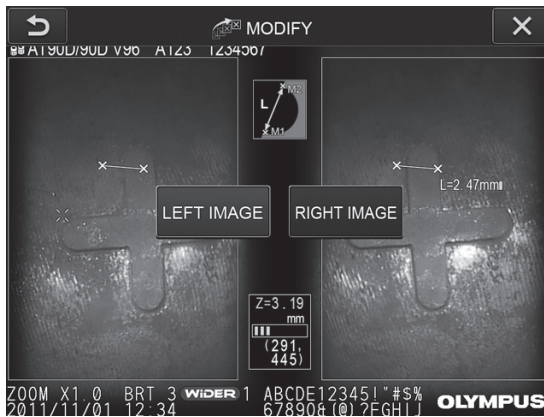 MODIFY
AT90D/90D V96 A123 1234567
M2
L
M1
L=2.47mm
LEFT IMAGE
RIGHT IMAGE
Z=3.19
mm
(291,
445)
ZOOM X1.0 BRT 3 WiDER 1 ABCDE12345!"#$%
2011/11/01 12:34 67890&(@)?FGHIJ
OLYMPUS